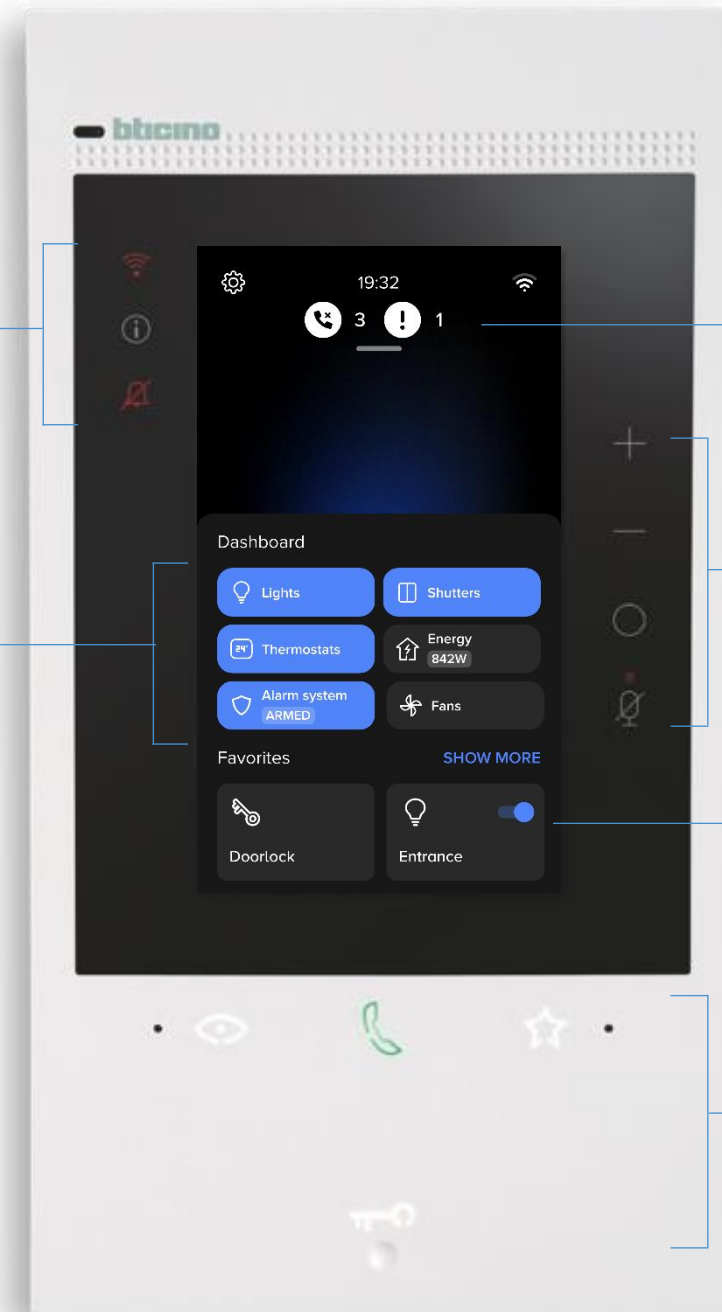 bticino
19:32
3 1
Dashboard
Lights
Shutters
24°
Thermostats
Energy
842W
Alarm system
ARMED
Fans
Favorites
SHOW MORE
Doorlock
Entrance